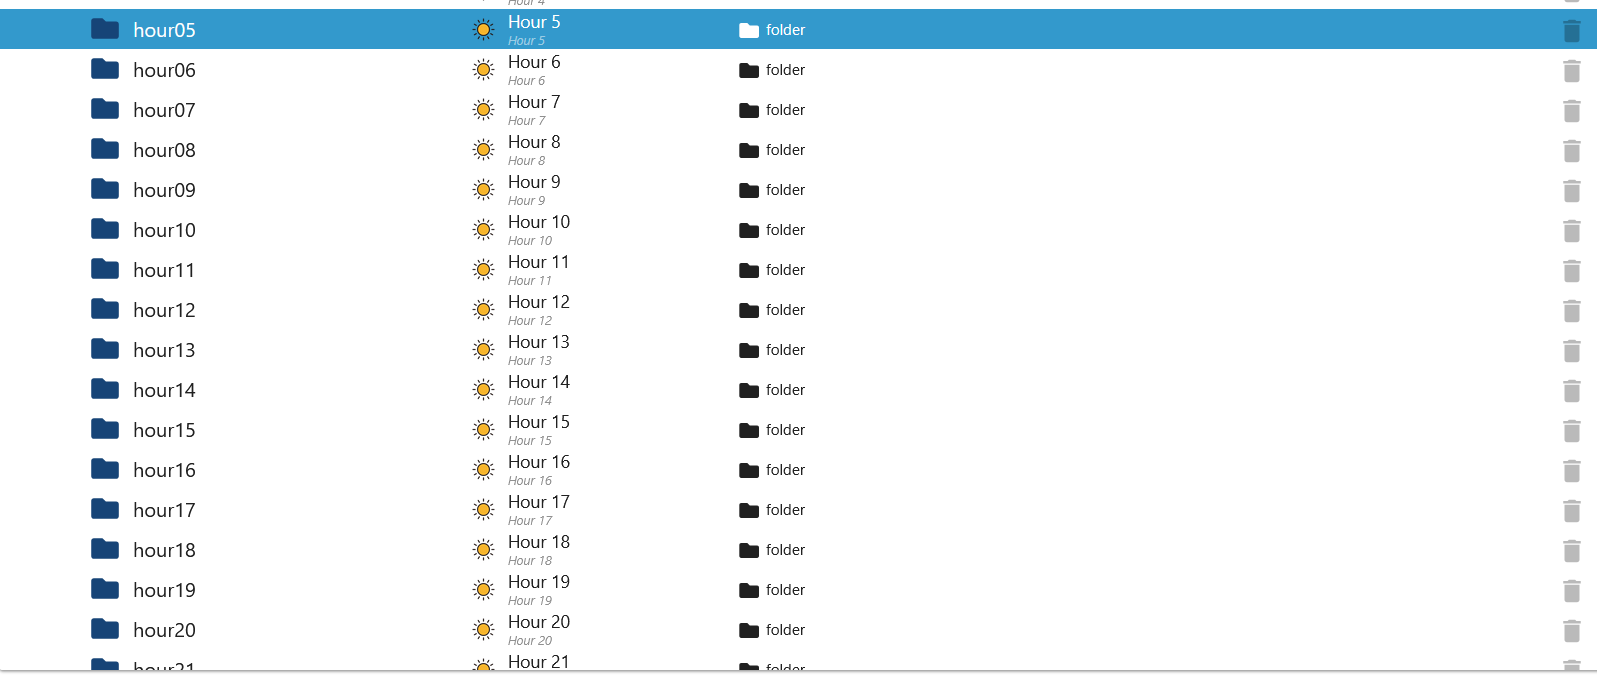 Hour 4
hour05 Hour 5 folder
Hour 5
hour06 Hour 6 folder
Hour 6
hour07 Hour 7 folder
Hour 7
hour08 Hour 8 folder
Hour 8
hour09 Hour 9 folder
Hour 9
hour10 Hour 10 folder
Hour 10
hour11 Hour 11 folder
Hour 11
hour12 Hour 12 folder
Hour 12
hour13 Hour 13 folder
Hour 13
hour14 Hour 14 folder
Hour 14
hour15 Hour 15 folder
Hour 15
hour16 Hour 16 folder
Hour 16
hour17 Hour 17 folder
Hour 17
hour18 Hour 18 folder
Hour 18
hour19 Hour 19 folder
Hour 19
hour20 Hour 20 folder
Hour 20
hour21 Hour 21 folder